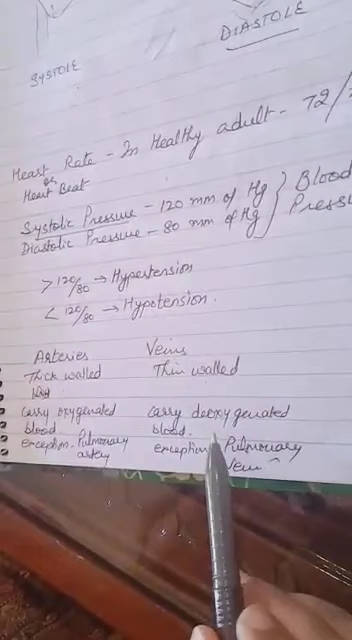 SYSTOLE
DIASTOLE
Heart Rate - In Healthy adult - 72/
or
Heart Beat
Systolic Pressure - 120 mm of Hg } Blood
Diastolic Pressure - 80 mm of Hg Pressu
> 120/80 → Hypertension
< 120/80 → Hypotension.
Arteries Veins
Thick walled Thin walled
carry oxygenated carry deoxygenated
blood blood.
exception. Pulmonary exception Pulmonary
artery vein